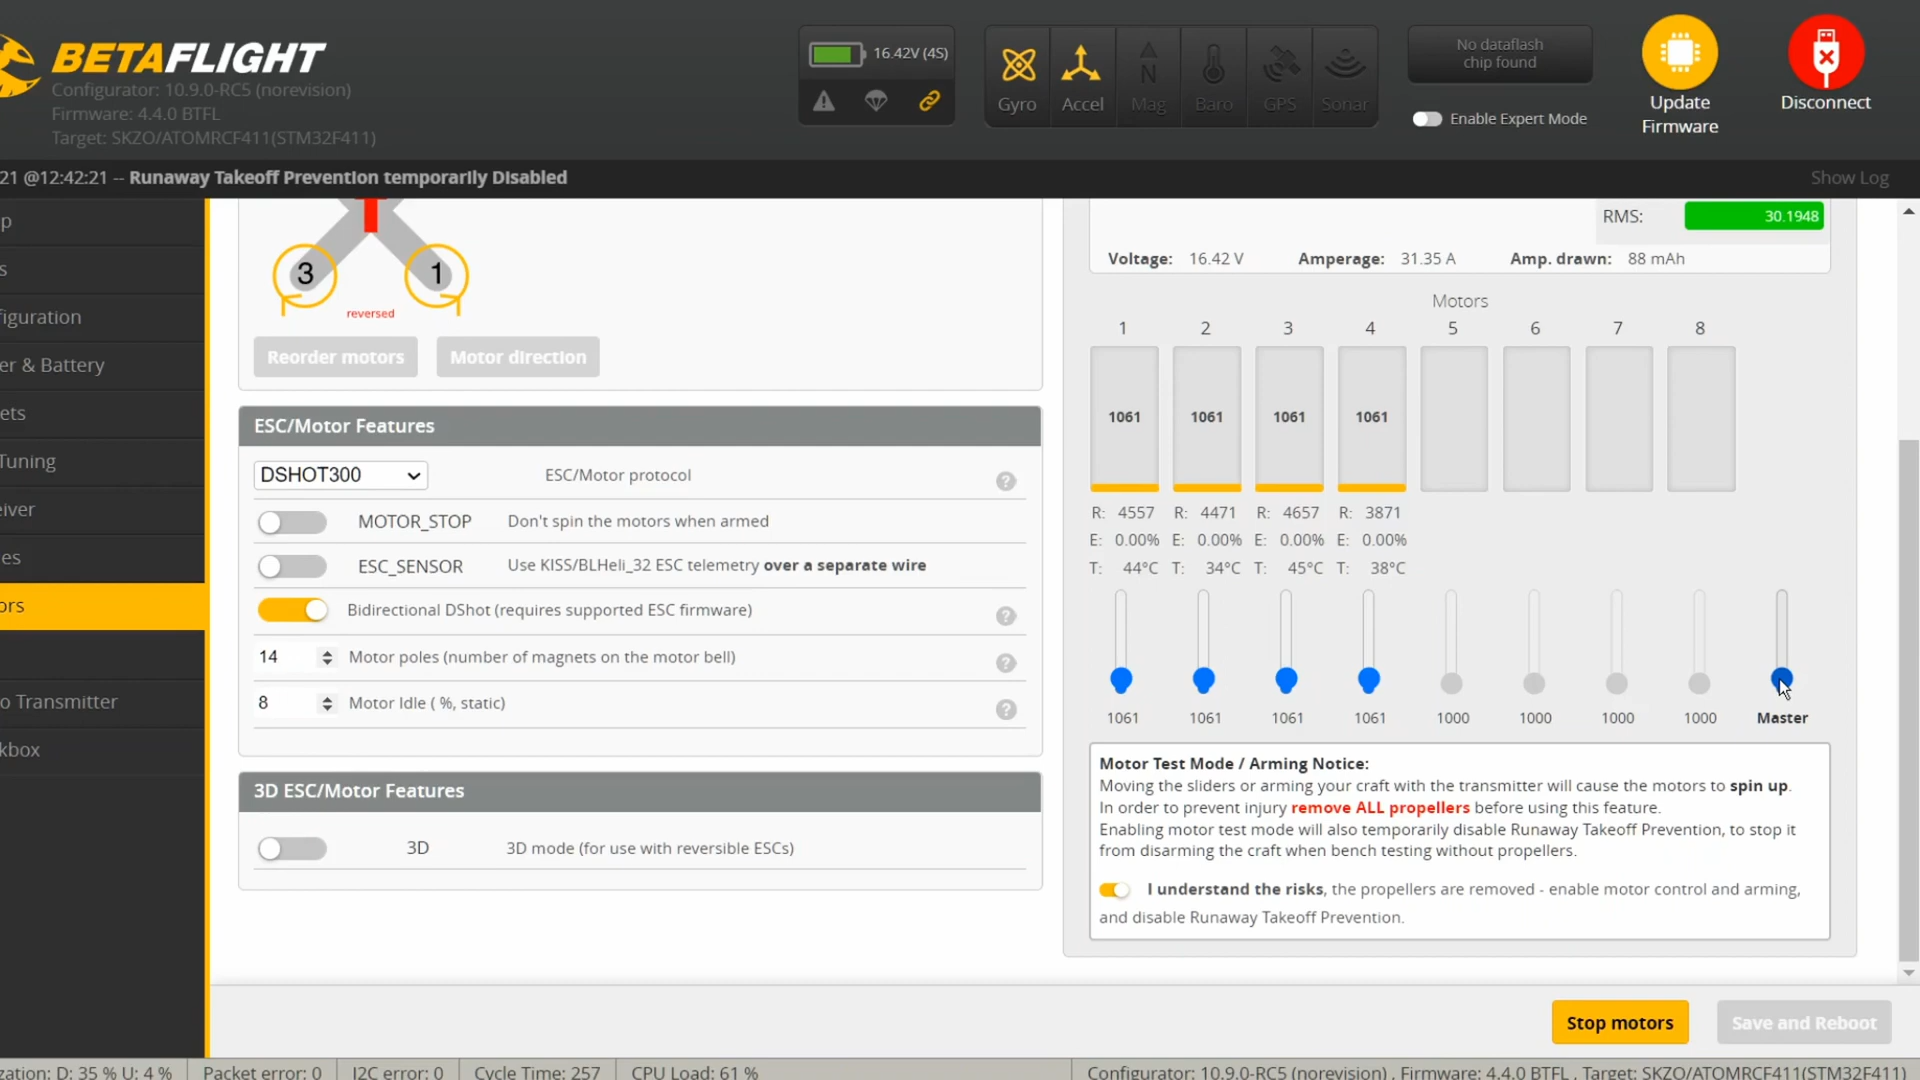 BETAFLIGHT
Configurator: 10.9.0-RC5 (norevision)
Firmware: 4.4.0 BTFL
Target: SKZO/ATOMRCF411(STM32F411)
16.42V (4S)
Gyro
Accel
Mag
Baro
GPS
Sonar
No dataflash
chip found
Enable Expert Mode
Update
Firmware
Disconnect
21 @12:42:21 -- Runaway Takeoff Prevention temporarily Disabled
Show Log
p
s
figuration
er & Battery
ets
Tuning
eiver
es
ors
o Transmitter
kbox
3
1
reversed
Reorder motors
Motor direction
ESC/Motor Features
DSHOT300
ESC/Motor protocol
?
MOTOR_STOP Don't spin the motors when armed
ESC_SENSOR Use KISS/BLHeli_32 ESC telemetry over a separate wire
Bidirectional DShot (requires supported ESC firmware)
?
14 Motor poles (number of magnets on the motor bell)
?
8 Motor Idle ( %, static)
?
3D ESC/Motor Features
3D 3D mode (for use with reversible ESCs)
RMS: 30.1948
Voltage: 16.42 V Amperage: 31.35 A Amp. drawn: 88 mAh
Motors
1 2 3 4 5 6 7 8
1061 1061 1061 1061
R: 4557 R: 4471 R: 4657 R: 3871
E: 0.00% E: 0.00% E: 0.00% E: 0.00%
T: 44°C T: 34°C T: 45°C T: 38°C
1061 1061 1061 1061 1000 1000 1000 1000 Master
Motor Test Mode / Arming Notice:
Moving the sliders or arming your craft with the transmitter will cause the motors to spin up.
In order to prevent injury remove ALL propellers before using this feature.
Enabling motor test mode will also temporarily disable Runaway Takeoff Prevention, to stop it
from disarming the craft when bench testing without propellers.
I understand the risks, the propellers are removed - enable motor control and arming,
and disable Runaway Takeoff Prevention.
Stop motors
Save and Reboot
zation: D: 35 % U: 4 % Packet error: 0 I2C error: 0 Cycle Time: 257 CPU Load: 61 % Configurator: 10.9.0-RC5 (norevision) , Firmware: 4.4.0 BTFL , Target: SKZO/ATOMRCF411(STM32F411)